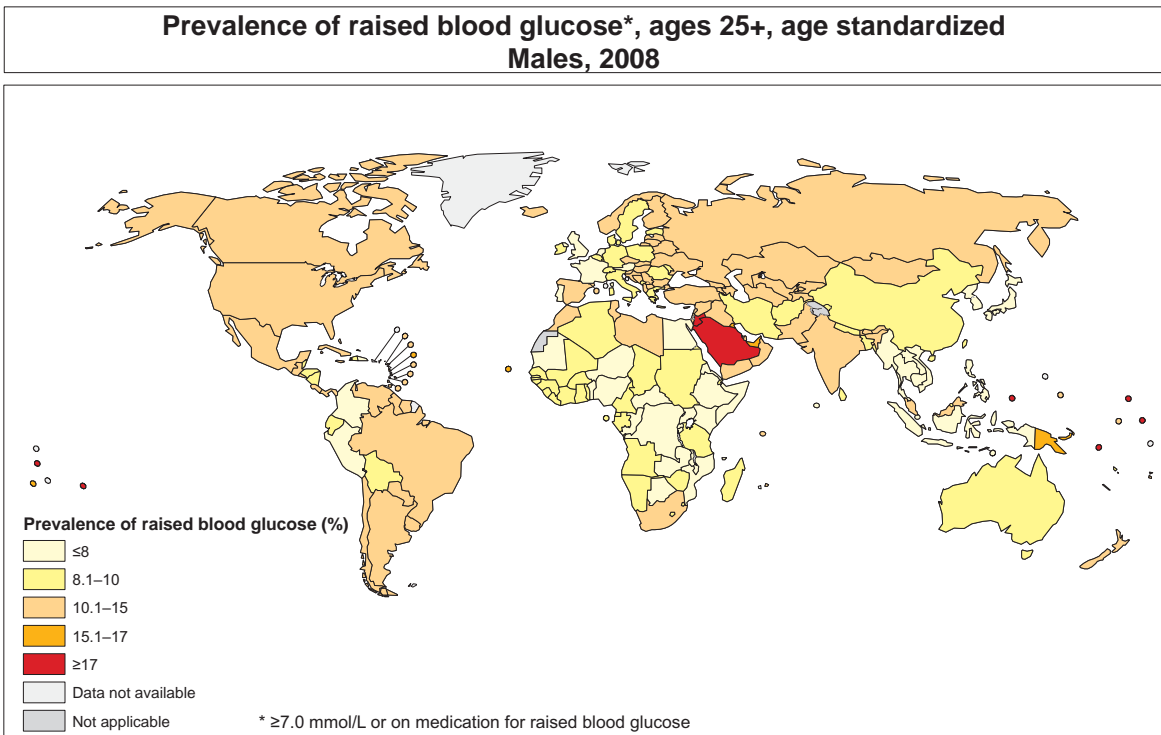 Prevalence of raised blood glucose*, ages 25+, age standardized
Males, 2008
Prevalence of raised blood glucose (%)
≤8
8.1–10
10.1–15
15.1–17
≥17
Data not available
Not applicable
* ≥7.0 mmol/L or on medication for raised blood glucose